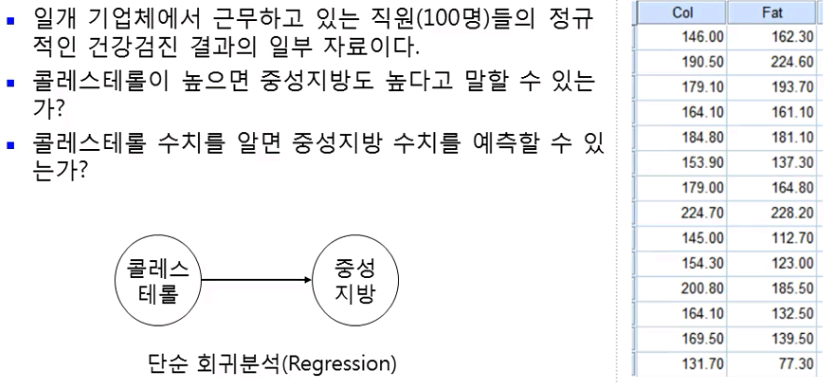 일개 기업체에서 근무하고 있는 직원(100명)들의 정규
적인 건강검진 결과의 일부 자료이다.
콜레스테롤이 높으면 중성지방도 높다고 말할 수 있는
가?
콜레스테롤 수치를 알면 중성지방 수치를 예측할 수 있
는가?
콜레스
테롤
중성
지방
단순 회귀분석(Regression)
Col Fat
146.00 162.30
190.50 224.60
179.10 193.70
164.10 161.10
184.80 181.10
153.90 137.30
179.00 164.80
224.70 228.20
145.00 112.70
154.30 123.00
200.80 185.50
164.10 132.50
169.50 139.50
131.70 77.30